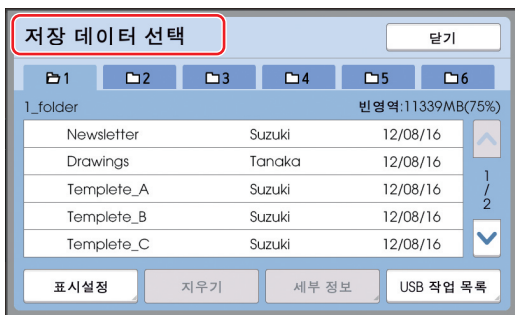 저장 데이터 선택 닫기
1 2 3 4 5 6
1_folder 빈영역:11339MB(75%)
Newsletter Suzuki 12/08/16
Drawings Tanaka 12/08/16
Templete_A Suzuki 12/08/16
Templete_B Suzuki 12/08/16
Templete_C Suzuki 12/08/16
1
/
2
표시설정 지우기 세부 정보 USB 작업 목록